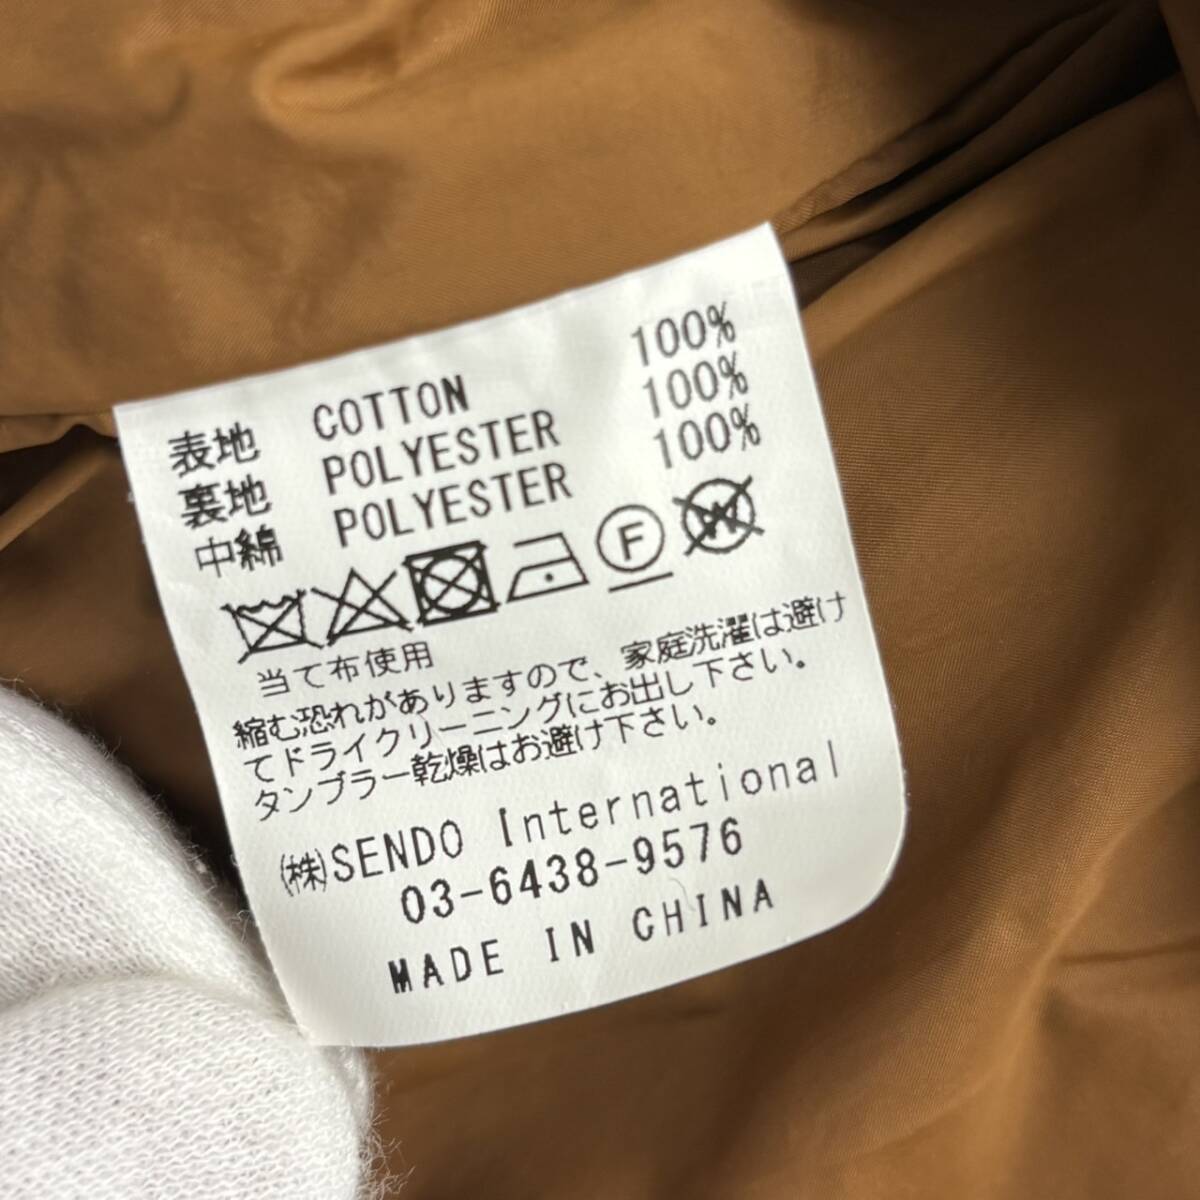 表地 COTTON 100%
裏地 POLYESTER 100%
中綿 POLYESTER 100%
F W
当て布使用
縮む恐れがありますので、家庭洗濯は避け
てドライクリーニングにお出し下さい。
タンブラー乾燥はお避け下さい。
(株)SENDO International
03-6438-9576
MADE IN CHINA